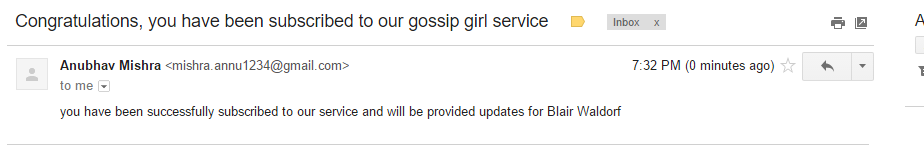 Congratulations, you have been subscribed to our gossip girl service
Inbox x
Anubhav Mishra <mishra.annu1234@gmail.com>
7:32 PM (0 minutes ago)
to me
you have been successfully subscribed to our service and will be provided updates for Blair Waldorf